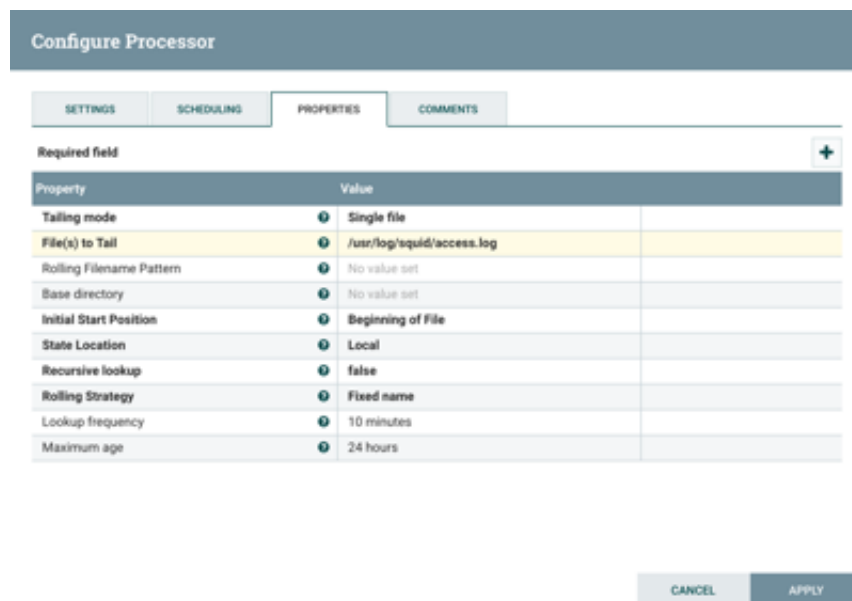 Configure Processor
SETTINGS SCHEDULING PROPERTIES COMMENTS
Required field
Property Value
Tailing mode Single file
File(s) to Tail /usr/log/squid/access.log
Rolling Filename Pattern No value set
Base directory No value set
Initial Start Position Beginning of File
State Location Local
Recursive lookup false
Rolling Strategy Fixed name
Lookup frequency 10 minutes
Maximum age 24 hours
CANCEL APPLY